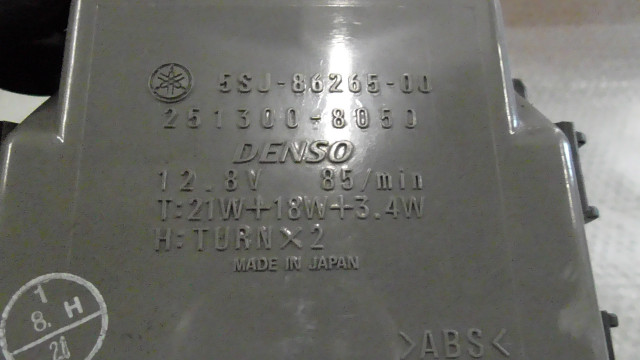 5SJ-86265-00
251300-8050
DENSO
12.8V 85/min
T:21W+18W+3.4W
H:TURN×2
MADE IN JAPAN
1
8. H
20
>ABS<